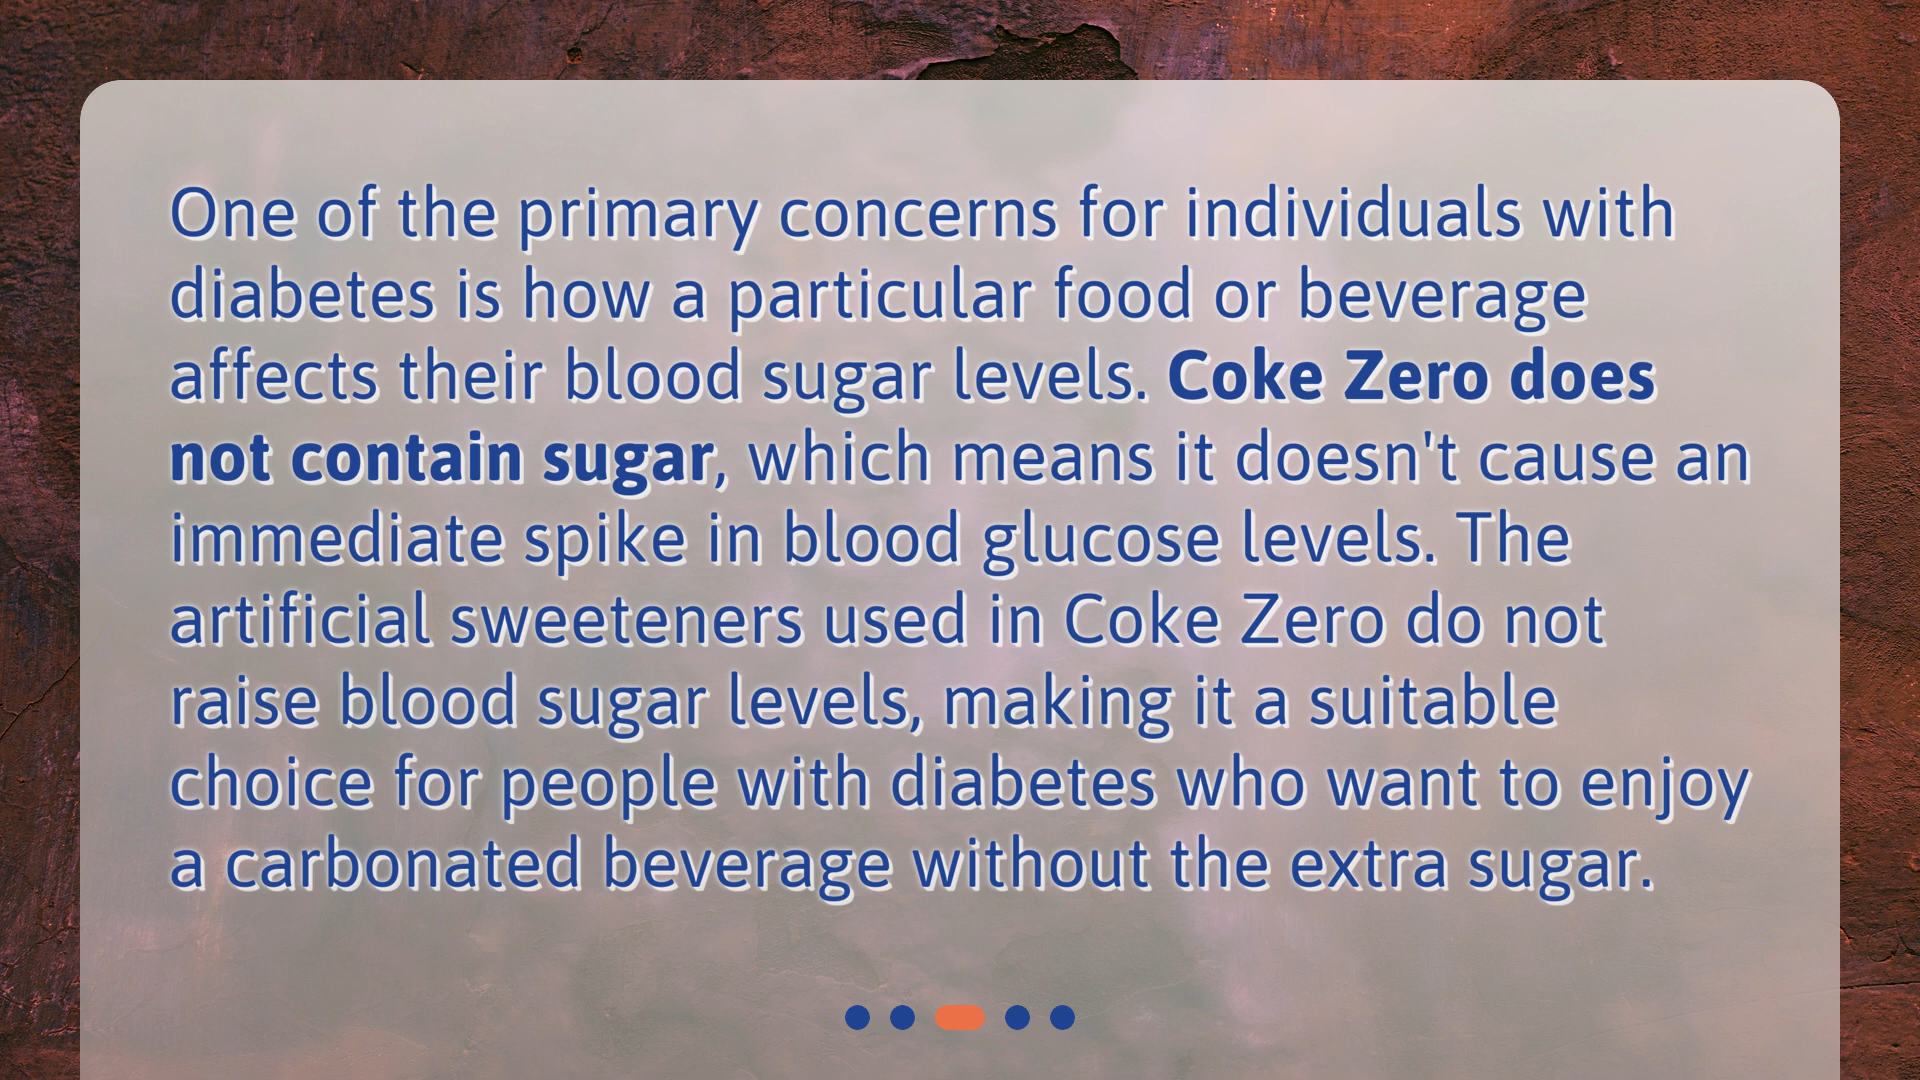 One of the primary concerns for individuals with
diabetes is how a particular food or beverage
affects their blood sugar levels. Coke Zero does
not contain sugar, which means it doesn't cause an
immediate spike in blood glucose levels. The
artificial sweeteners used in Coke Zero do not
raise blood sugar levels, making it a suitable
choice for people with diabetes who want to enjoy
a carbonated beverage without the extra sugar.